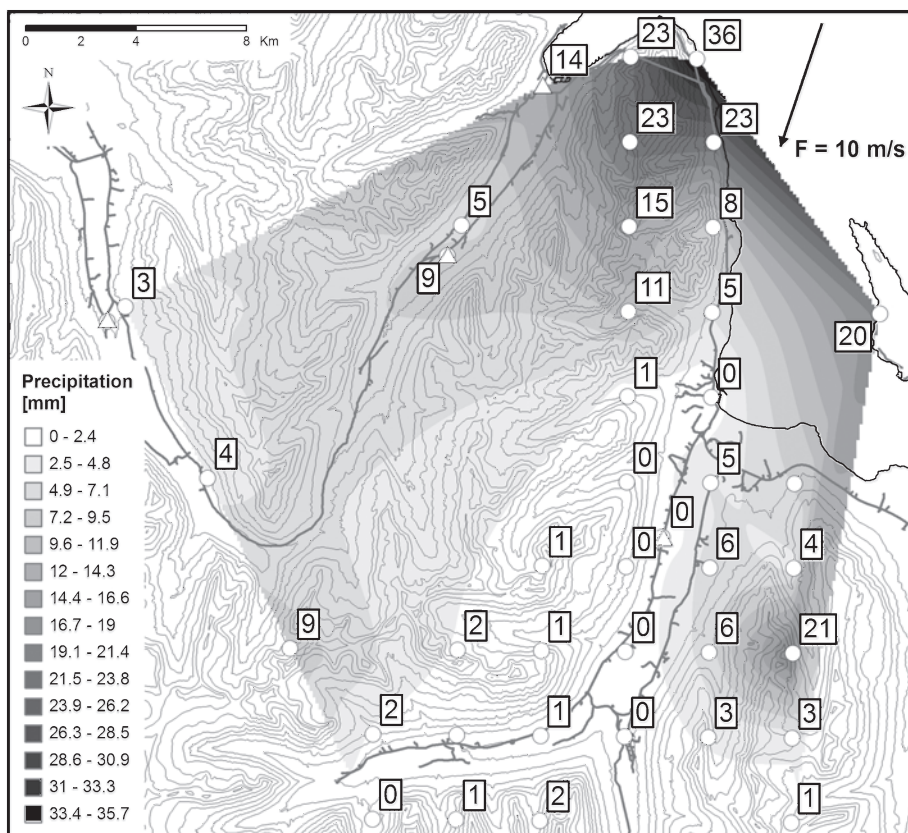 0 2 4 8 Km
23 36
14
N
23 23
F = 10 m/s
5 15 8
9
3 11 5
20
Precipitation
[mm]
1 0
0 - 2.4
2.5 - 4.8
4.9 - 7.1
7.2 - 9.5
9.6 - 11.9
12 - 14.3
14.4 - 16.6
16.7 - 19
19.1 - 21.4
21.5 - 23.8
23.9 - 26.2
26.3 - 28.5
28.6 - 30.9
31 - 33.3
33.4 - 35.7
4 0 5
0
1 0 6 4
9 2 1 0 6 21
2 1 0 3 3
0 1 2 1